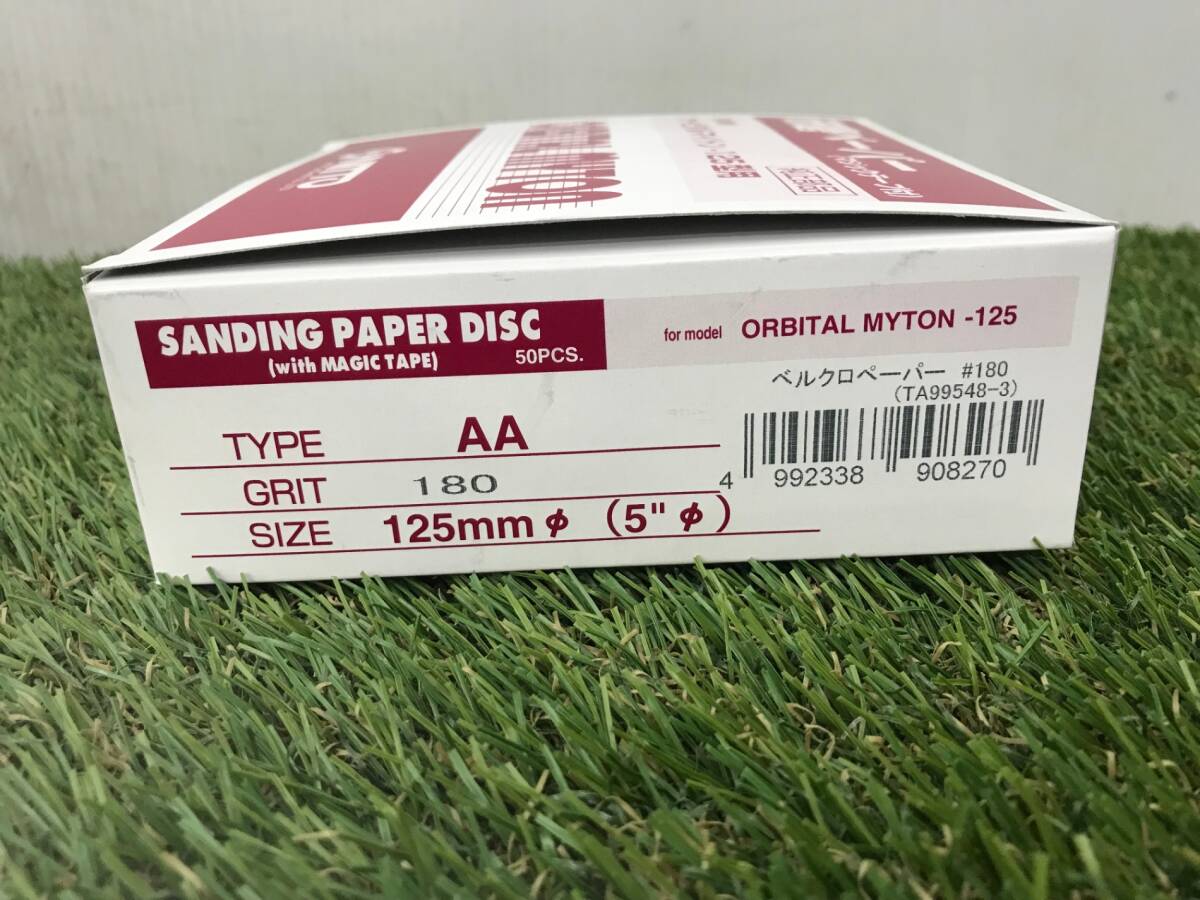 SANDING PAPER DISC
(with MAGIC TAPE) 50PCS.
for model ORBITAL MYTON -125
ベルクロペーパー #180
(TA99548-3)
TYPE AA
GRIT 180
SIZE 125mmφ (5"φ)
4 992338 908270